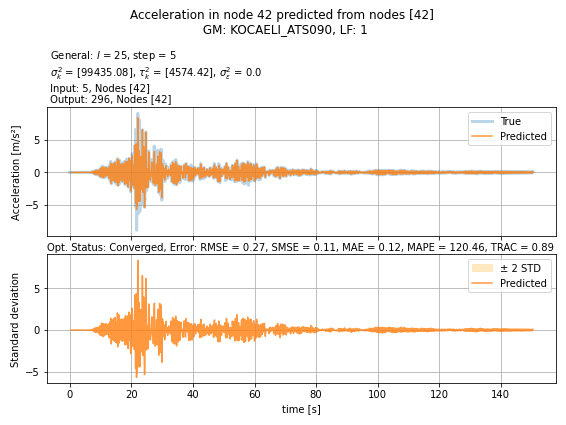 Acceleration in node 42 predicted from nodes [42]
GM: KOCAELI_ATS090, LF: 1
General: l = 25, step = 5
σ²ₖ = [99435.08], τ²ₖ = [4574.42], σ²ε = 0.0
Input: 5, Nodes [42]
Output: 296, Nodes [42]
Acceleration [m/s²]
5
0
−5
True
Predicted
Opt. Status: Converged, Error: RMSE = 0.27, SMSE = 0.11, MAE = 0.12, MAPE = 120.46, TRAC = 0.89
Standard deviation
5
0
−5
± 2 STD
Predicted
0 20 40 60 80 100 120 140
time [s]